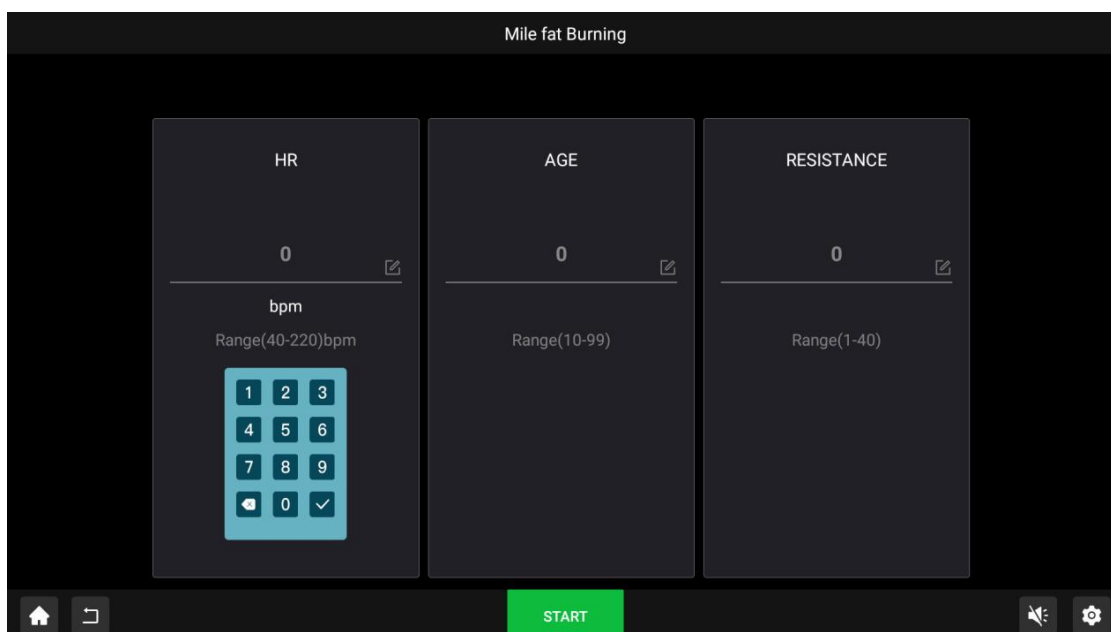 Mile fat Burning
HR
0
bpm
Range(40-220)bpm
1 2 3
4 5 6
7 8 9
0
AGE
0
Range(10-99)
RESISTANCE
0
Range(1-40)
START